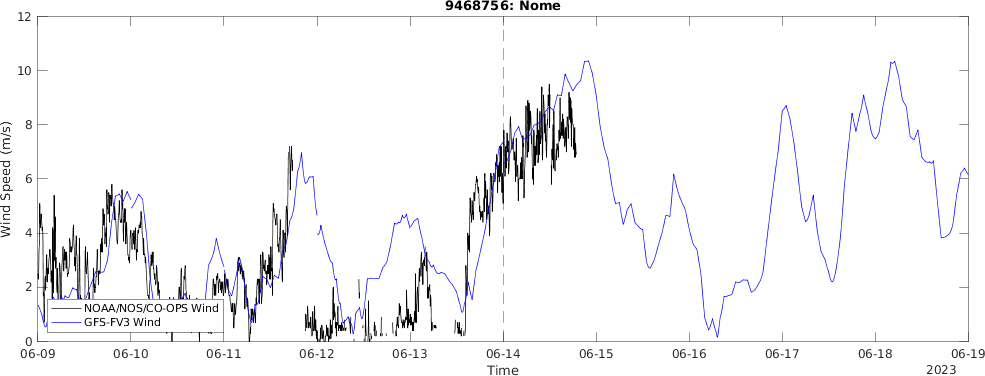 9468756: Nome
12
10
8
6
4
2
0
Wind Speed (m/s)
NOAA/NOS/CO-OPS Wind
GFS-FV3 Wind
06-09 06-10 06-11 06-12 06-13 06-14 06-15 06-16 06-17 06-18 06-19
Time
2023